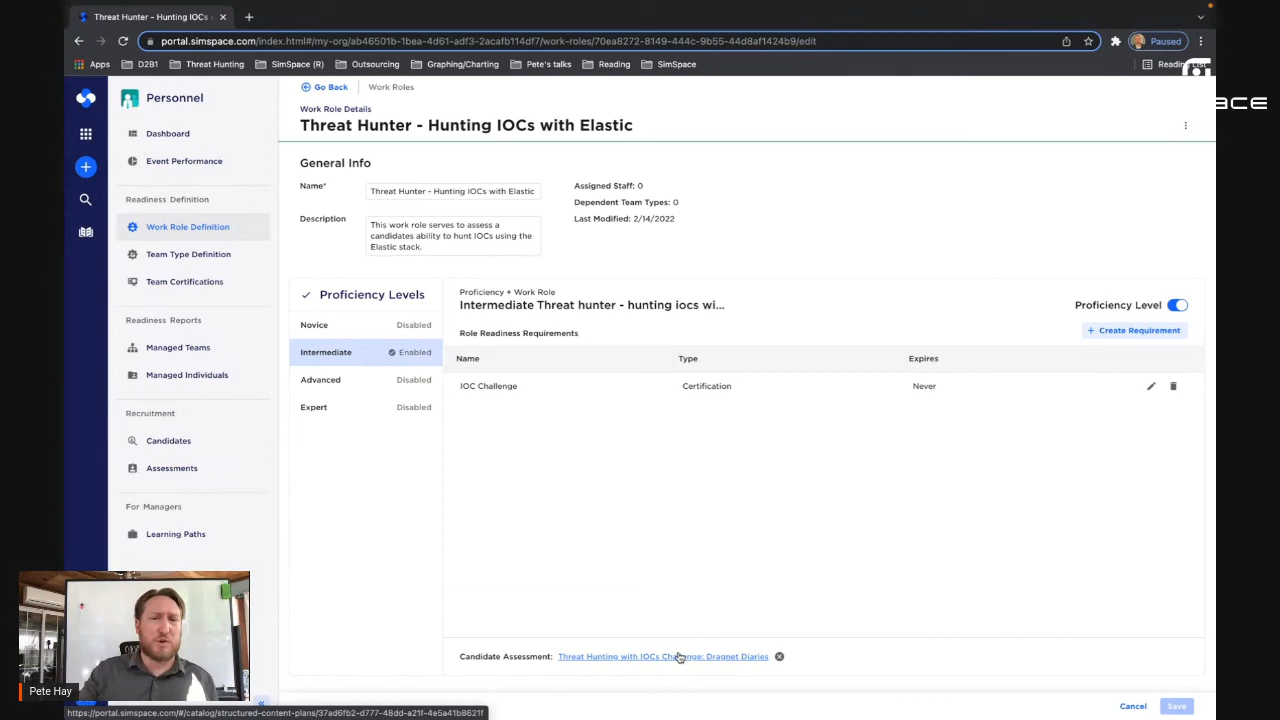 Threat Hunter - Hunting IOCs
portal.simspace.com/index.html#/my-org/ab46501b-1bea-4d61-adf3-2acafb114df7/work-roles/70ea8272-8149-444c-9b55-44d8af1424b9/edit
Paused
Apps
D2B1
Threat Hunting
SimSpace (R)
Outsourcing
Graphing/Charting
Pete's talks
Reading
SimSpace
Reading List
ACE
Personnel
Dashboard
Event Performance
Readiness Definition
Work Role Definition
Team Type Definition
Team Certifications
Readiness Reports
Managed Teams
Managed Individuals
Recruitment
Candidates
Assessments
For Managers
Learning Paths
Go Back
Work Roles
Work Role Details
Threat Hunter - Hunting IOCs with Elastic
General Info
Name*
Threat Hunter - Hunting IOCs with Elastic
Description
This work role serves to assess a
candidates ability to hunt IOCs using the
Elastic stack.
Assigned Staff: 0
Dependent Team Types: 0
Last Modified: 2/14/2022
Proficiency Levels
Novice Disabled
Intermediate Enabled
Advanced Disabled
Expert Disabled
Proficiency + Work Role
Intermediate Threat hunter - hunting iocs wi...
Proficiency Level
Role Readiness Requirements
+ Create Requirement
Name Type Expires
IOC Challenge Certification Never
Candidate Assessment: Threat Hunting with IOCs Challenge: Dragnet Diaries
Cancel
Save
Pete Hay
https://portal.simspace.com/#/catalog/structured-content-plans/37ad6fb2-d777-48dd-a21f-4e5a41b8621f